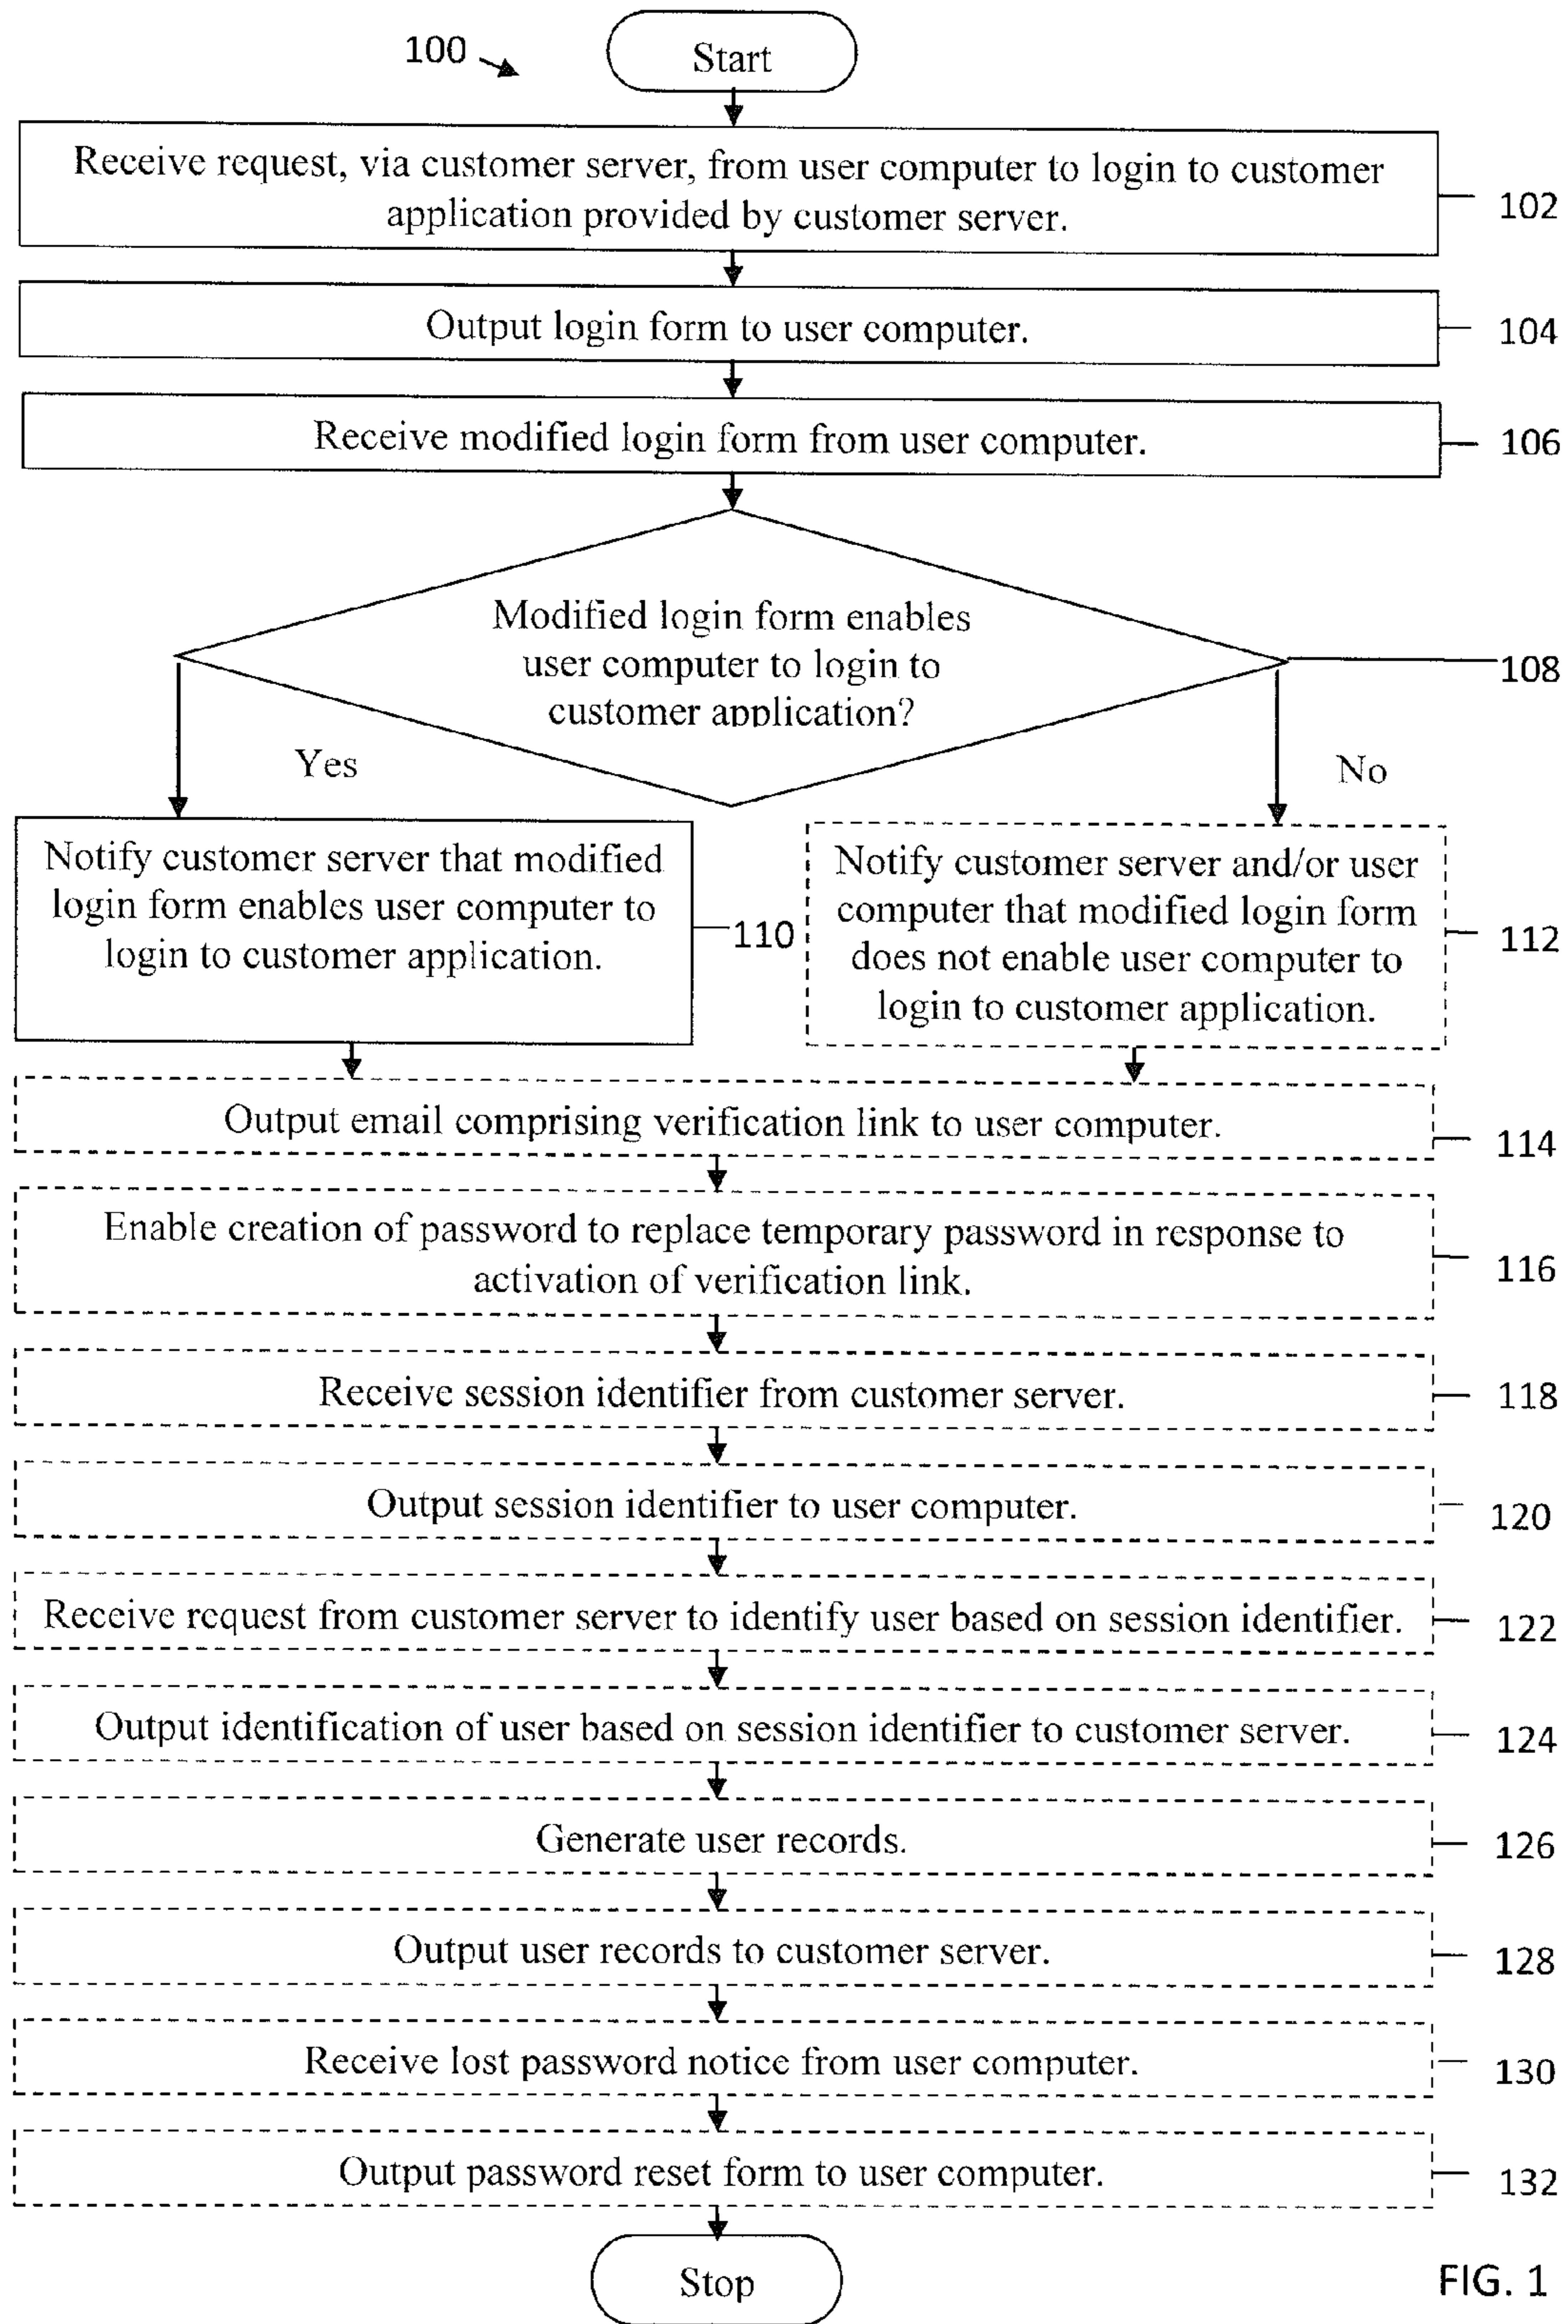 100
Start
Receive request, via customer server, from user computer to login to customer
application provided by customer server.
102
Output login form to user computer.
104
Receive modified login form from user computer.
106
Modified login form enables
user computer to login to
customer application?
108
Yes
No
Notify customer server that modified
login form enables user computer to
login to customer application.
110
Notify customer server and/or user
computer that modified login form
does not enable user computer to
login to customer application.
112
Output email comprising verification link to user computer.
114
Enable creation of password to replace temporary password in response to
activation of verification link.
116
Receive session identifier from customer server.
118
Output session identifier to user computer.
120
Receive request from customer server to identify user based on session identifier.
122
Output identification of user based on session identifier to customer server.
124
Generate user records.
126
Output user records to customer server.
128
Receive lost password notice from user computer.
130
Output password reset form to user computer.
132
Stop
FIG. 1